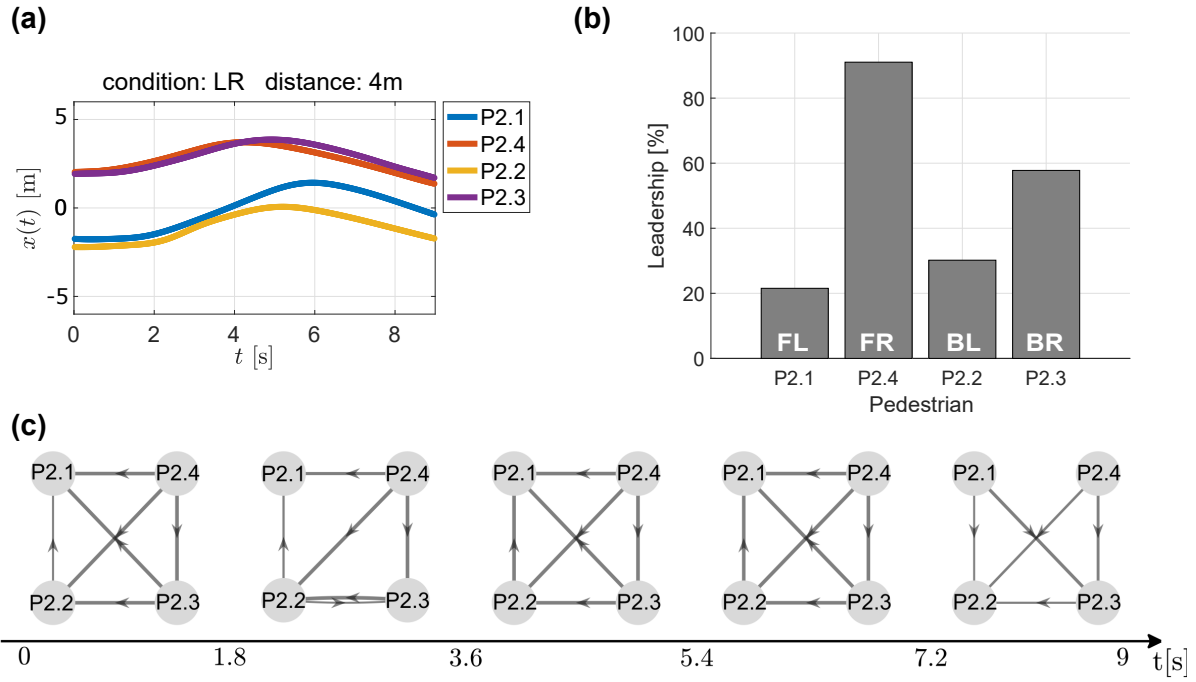 (a)
condition: LR distance: 4m
5
0
-5
x(t) [m]
0 2 4 6 8
t [s]
P2.1
P2.4
P2.2
P2.3
(b)
100
80
60
40
20
0
Leadership [%]
FL FR BL BR
P2.1 P2.4 P2.2 P2.3
Pedestrian
(c)
P2.1 P2.4 P2.1 P2.4 P2.1 P2.4 P2.1 P2.4 P2.1 P2.4
P2.2 P2.3 P2.2 P2.3 P2.2 P2.3 P2.2 P2.3 P2.2 P2.3
0 1.8 3.6 5.4 7.2 9 t[s]